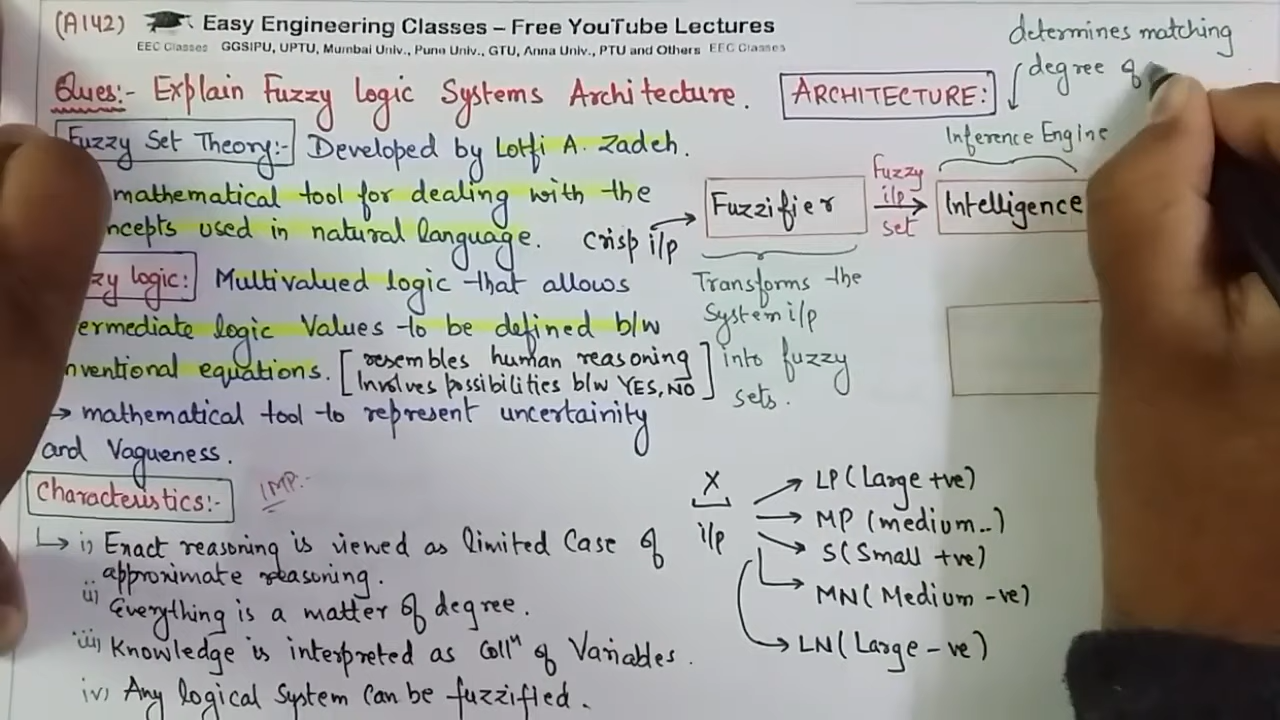 (A142) Easy Engineering Classes – Free YouTube Lectures
EEC Classes GGSIPU, UPTU, Mumbai Univ., Pune Univ., GTU, Anna Univ., PTU and Others EEC Classes
Ques:- Explain Fuzzy Logic Systems Architecture.
Fuzzy Set Theory:- Developed by Lotfi A. Zadeh.
mathematical tool for dealing with the
ncepts used in natural language.
zy logic: Multivalued logic that allows
ermediate logic Values to be defined b/w
nventional equations. [resembles human reasoning
Involves possibilities b/w YES, NO]
→ mathematical tool to represent uncertainity
and Vagueness.
Characteristics:- IMP.-
↳ i) Exact reasoning is viewed as limited Case of
approximate reasoning.
ii) Everything is a matter of degree.
iii) Knowledge is interpreted as Collⁿ of Variables.
iv) Any logical System Can be fuzzified.
ARCHITECTURE:
determines matching
degree of
Inference Engine
crisp i/p → Fuzzifier
Fuzzy
i/p
set
Intelligence
Transforms the
System i/p
into fuzzy
sets.
X
i/p
LP (Large +ve)
MP (medium..)
S (Small +ve)
MN (Medium -ve)
LN (Large -ve)